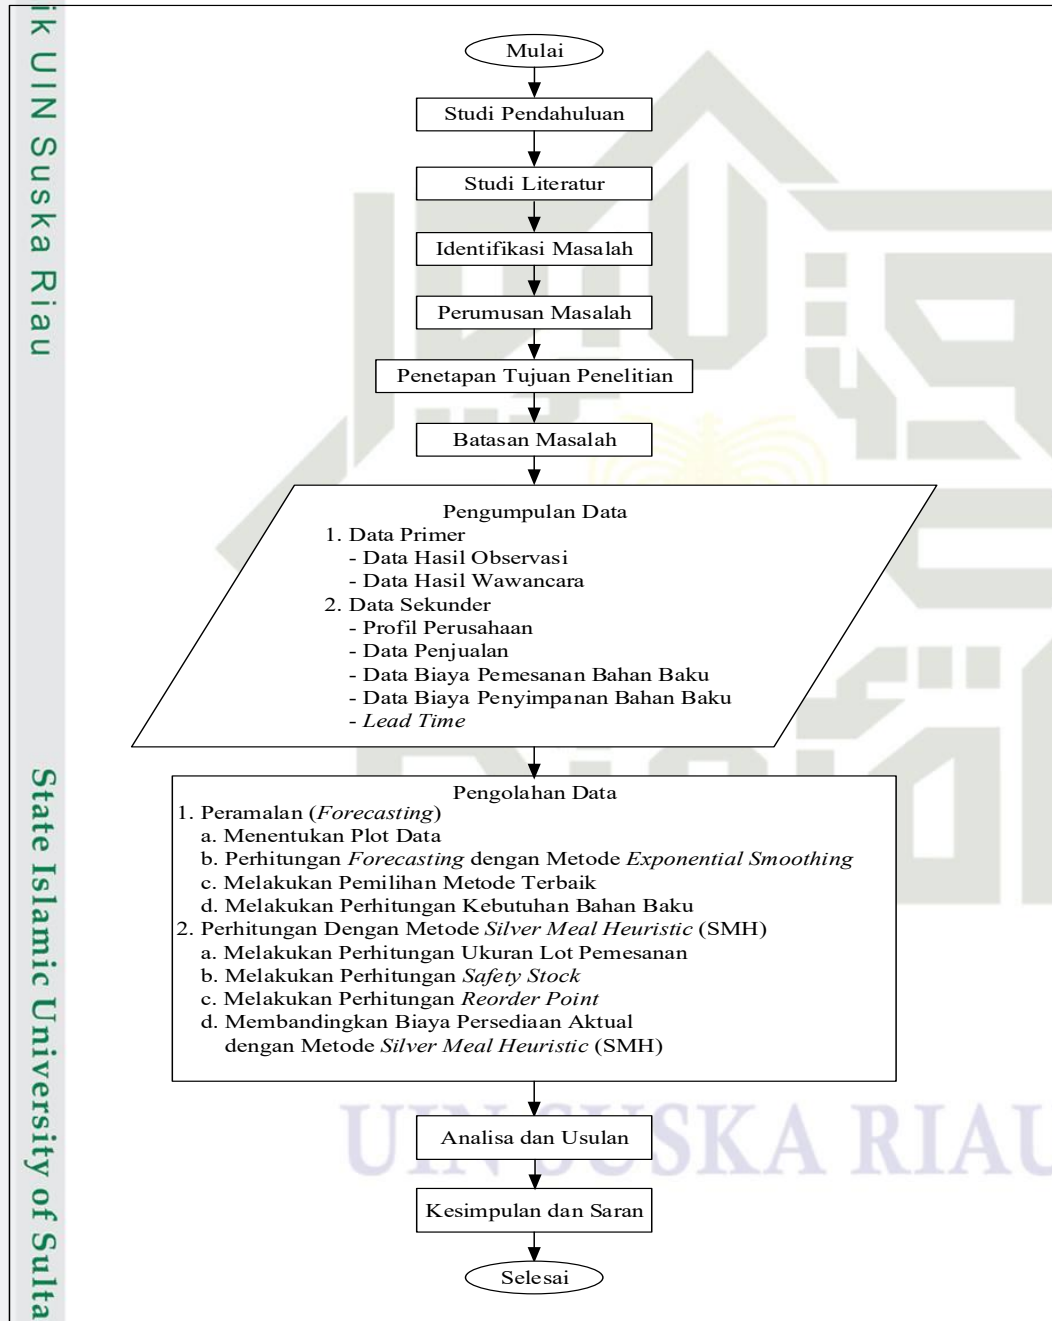 ik UIN Suska Riau
State Islamic University of Sulta
Mulai
Studi Pendahuluan
Studi Literatur
Identifikasi Masalah
Perumusan Masalah
Penetapan Tujuan Penelitian
Batasan Masalah
Pengumpulan Data
1. Data Primer
- Data Hasil Observasi
- Data Hasil Wawancara
2. Data Sekunder
- Profil Perusahaan
- Data Penjualan
- Data Biaya Pemesanan Bahan Baku
- Data Biaya Penyimpanan Bahan Baku
- Lead Time
Pengolahan Data
1. Peramalan (Forecasting)
a. Menentukan Plot Data
b. Perhitungan Forecasting dengan Metode Exponential Smoothing
c. Melakukan Pemilihan Metode Terbaik
d. Melakukan Perhitungan Kebutuhan Bahan Baku
2. Perhitungan Dengan Metode Silver Meal Heuristic (SMH)
a. Melakukan Perhitungan Ukuran Lot Pemesanan
b. Melakukan Perhitungan Safety Stock
c. Melakukan Perhitungan Reorder Point
d. Membandingkan Biaya Persediaan Aktual
dengan Metode Silver Meal Heuristic (SMH)
UIN SUSKA RIAU
Analisa dan Usulan
Kesimpulan dan Saran
Selesai